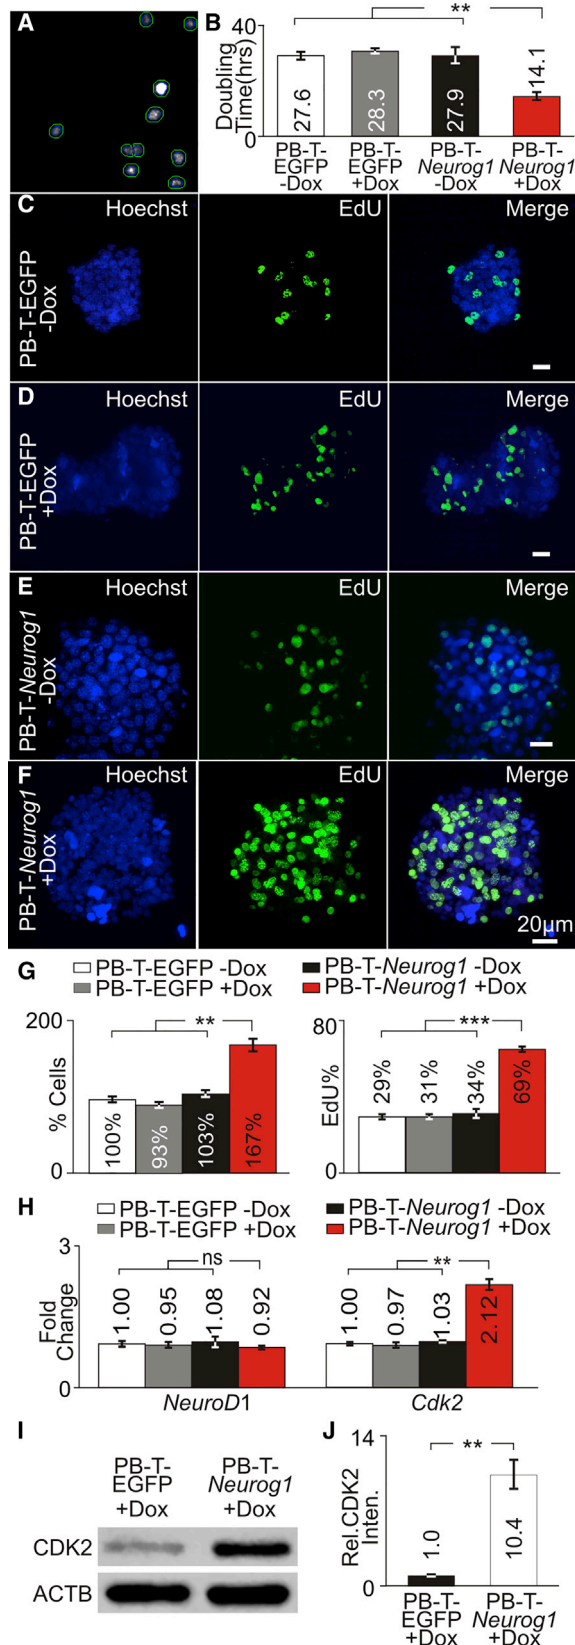 A
B
Doubling
Time(hrs)
40
0
**
27.6
28.3
27.9
14.1
PB-T-
EGFP
-Dox
PB-T-
EGFP
+Dox
PB-T-
Neurog1
-Dox
PB-T-
Neurog1
+Dox
C
PB-T-EGFP
-Dox
Hoechst
EdU
Merge
D
PB-T-EGFP
+Dox
Hoechst
EdU
Merge
E
PB-T-Neurog1
-Dox
Hoechst
EdU
Merge
F
PB-T-Neurog1
+Dox
Hoechst
EdU
Merge
20µm
G
PB-T-EGFP -Dox
PB-T-Neurog1 -Dox
PB-T-EGFP +Dox
PB-T-Neurog1 +Dox
% Cells
200
0
**
100%
93%
103%
167%
EdU%
80
0
***
29%
31%
34%
69%
H
PB-T-EGFP -Dox
PB-T-Neurog1 -Dox
PB-T-EGFP +Dox
PB-T-Neurog1 +Dox
Fold
Change
3
0
ns
1.00
0.95
1.08
0.92
NeuroD1
**
1.00
0.97
1.03
2.12
Cdk2
I
PB-T-
EGFP
+Dox
PB-T-
Neurog1
+Dox
CDK2
ACTB
J
Rel.CDK2
Inten.
14
0
**
1.0
10.4
PB-T-
EGFP
+Dox
PB-T-
Neurog1
+Dox